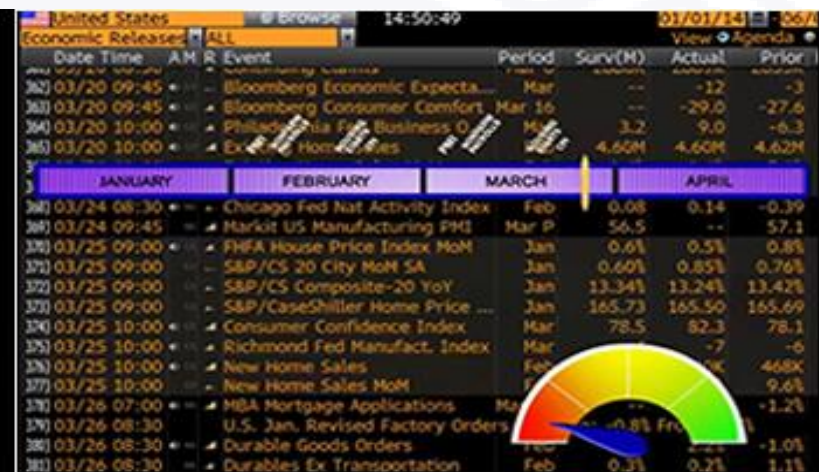 United States Browse 14:50:49 01/01/14 - 06/
Economic Releases ALL View Agenda
Date Time A M R Event Period Surv(M) Actual Prior
362) 03/20 09:45 Bloomberg Economic Expecta... Mar -- -12 -3
363) 03/20 09:45 Bloomberg Consumer Comfort Mar 16 -- -29.0 -27.6
364) 03/20 10:00 Fed Business 3.2 9.0 -6.3
365) 03/20 10:00 Home 4.60M 4.60M 4.62M
JANUARY FEBRUARY MARCH APRIL
368) 03/24 08:30 Chicago Fed Nat Activity Index Feb 0.08 0.14 -0.39
369) 03/24 09:45 Markit US Manufacturing PMI Mar P 56.5 -- 57.1
370) 03/25 09:00 FHFA House Price Index MoM Jan 0.6% 0.5% 0.8%
371) 03/25 09:00 S&P/CS 20 City MoM SA Jan 0.60% 0.85% 0.76%
372) 03/25 09:00 S&P/CS Composite-20 YoY Jan 13.34% 13.24% 13.42%
373) 03/25 09:00 S&P/CaseShiller Home Price ... Jan 165.73 165.50 165.69
374) 03/25 10:00 Consumer Confidence Index Mar 78.5 82.3 78.1
375) 03/25 10:00 Richmond Fed Manufact. Index Mar -7 -6
376) 03/25 10:00 New Home Sales 468K
377) 03/25 10:00 New Home Sales MoM 9.6%
378) 03/26 07:00 MBA Mortgage Applications -- -1.2%
379) 03/26 08:30 U.S. Jan. Revised Factory Orders -0.8%
380) 03/26 08:30 Durable Goods Orders -1.0%
381) 03/26 08:30 Durables Ex Transportation Feb 0.3% 0.2%